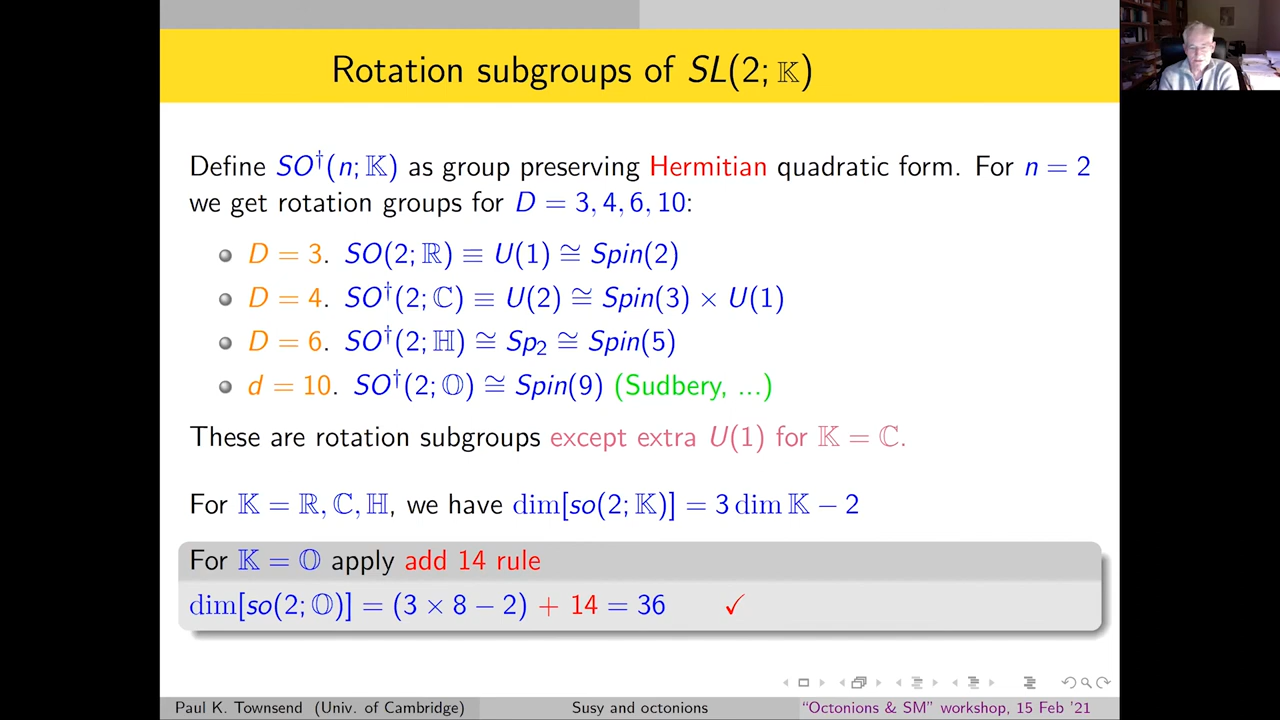 Rotation subgroups of SL(2; 𝕂)
Define SO†(n; 𝕂) as group preserving Hermitian quadratic form. For n = 2
we get rotation groups for D = 3, 4, 6, 10:
D = 3. SO(2; ℝ) ≡ U(1) ≅ Spin(2)
D = 4. SO†(2; ℂ) ≡ U(2) ≅ Spin(3) × U(1)
D = 6. SO†(2; ℍ) ≅ Sp₂ ≅ Spin(5)
d = 10. SO†(2; 𝕆) ≅ Spin(9) (Sudbery, ...)
These are rotation subgroups except extra U(1) for 𝕂 = ℂ.
For 𝕂 = ℝ, ℂ, ℍ, we have dim[so(2; 𝕂)] = 3 dim 𝕂 − 2
For 𝕂 = 𝕆 apply add 14 rule
dim[so(2; 𝕆)] = (3 × 8 − 2) + 14 = 36 ✓
Paul K. Townsend (Univ. of Cambridge) Susy and octonions "Octonions & SM" workshop, 15 Feb '21